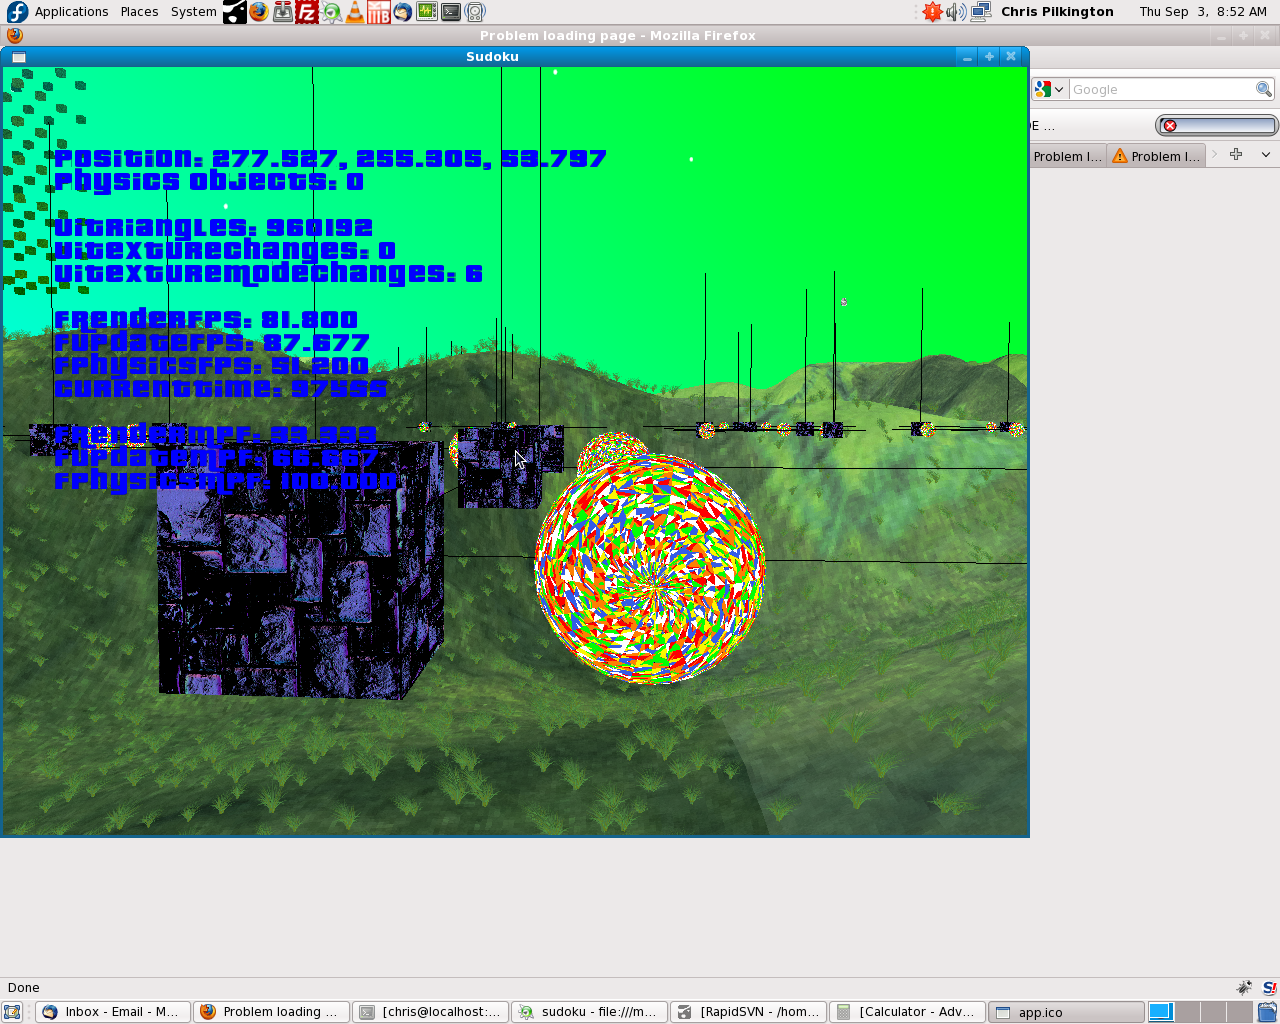 Applications Places System Chris Pilkington Thu Sep 3, 8:52 AM
Problem loading page - Mozilla Firefox
Sudoku
Google
DE ...
Problem l... Problem l...
Position: 277.527, 255.305, 53.797
Physics objects: 0
UiTriangles: 960192
UiTextureChanges: 0
UiTextureModeChanges: 6
fRenderFPS: 81.800
fUpdateFPS: 87.677
fPhysicsFPS: 51.200
CurrentTime: 97455
fRenderMPF: 33.333
fUpdateMPF: 66.667
fPhysicsMPF: 100.000
Done
Inbox - Email - M... Problem loading ... [chris@localhost:... sudoku - file:///m... [RapidSVN - /hom... [Calculator - Adv... app.ico